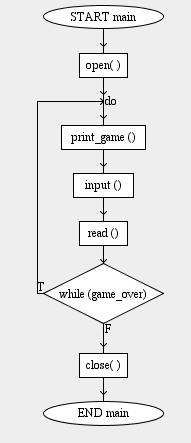 START main
open( )
do
print_game ()
input ()
read ()
T
while (game_over)
F
close( )
END main